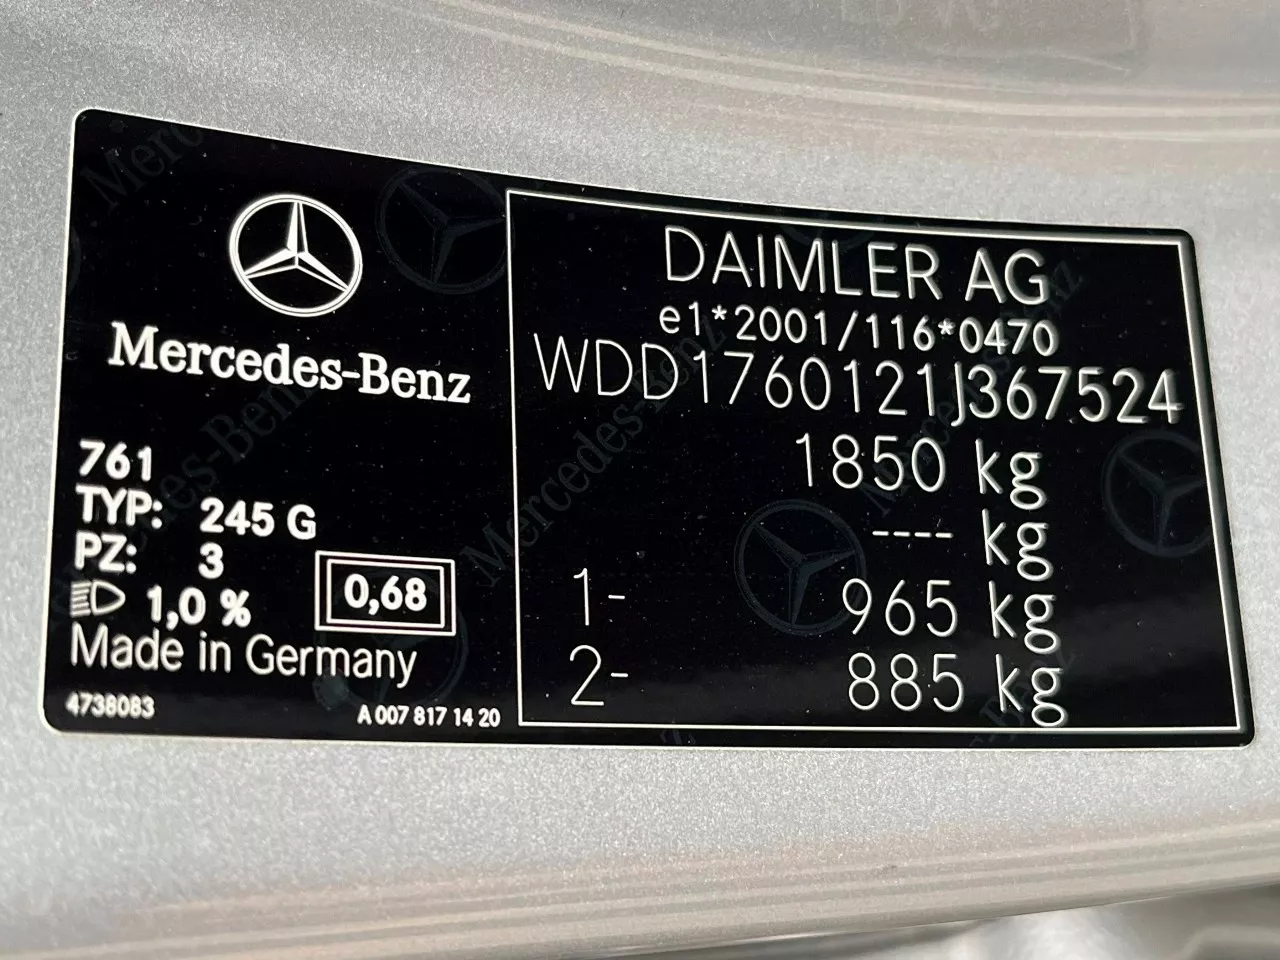 Mercedes-Benz
761
TYP: 245 G
PZ: 3
1,0 %
0,68
Made in Germany
4738083
A 007 817 14 20
DAIMLER AG
e1*2001/116*0470
WDD1760121J367524
1850 kg
---- kg
1- 965 kg
2- 885 kg